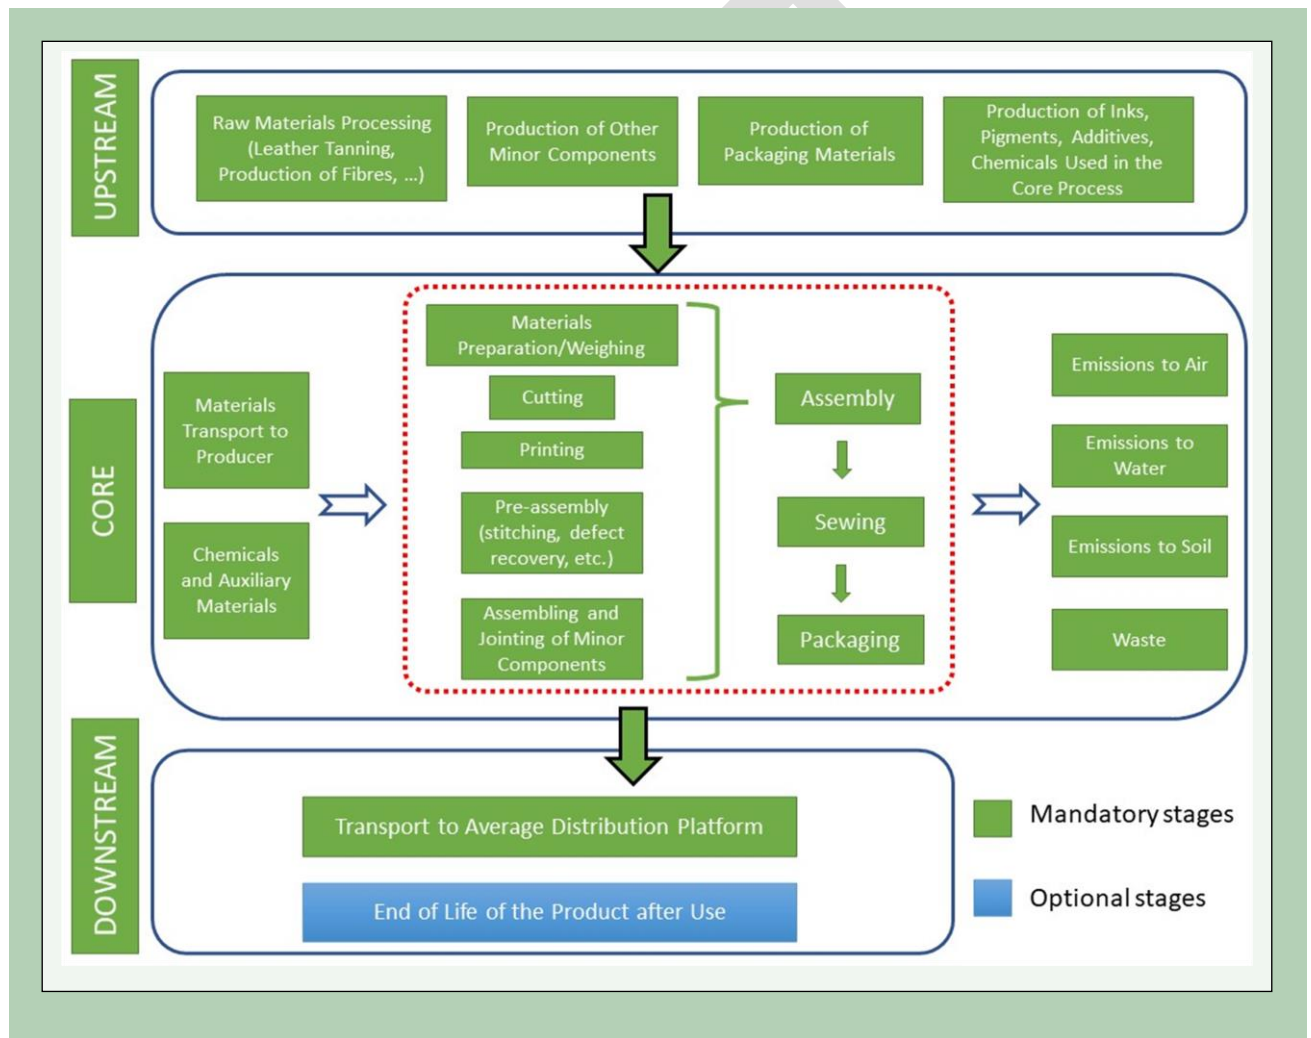 UPSTREAM
Raw Materials Processing
(Leather Tanning,
Production of Fibres, ...)
Production of Other
Minor Components
Production of
Packaging Materials
Production of Inks,
Pigments, Additives,
Chemicals Used in the
Core Process
CORE
Materials
Transport to
Producer
Chemicals
and Auxiliary
Materials
Materials
Preparation/Weighing
Cutting
Printing
Pre-assembly
(stitching, defect
recovery, etc.)
Assembling and
Jointing of Minor
Components
Assembly
Sewing
Packaging
Emissions to Air
Emissions to
Water
Emissions to Soil
Waste
DOWNSTREAM
Transport to Average Distribution Platform
End of Life of the Product after Use
Mandatory stages
Optional stages